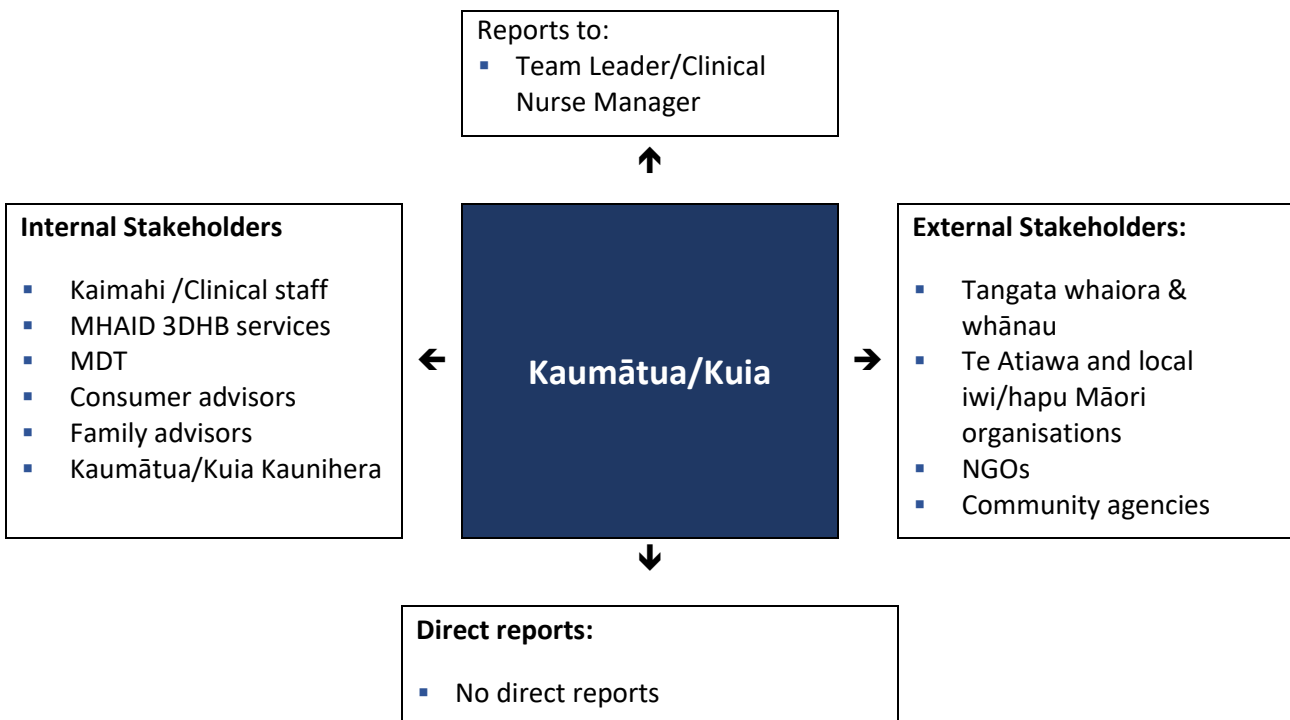 Reports to:
▪ Team Leader/Clinical
Nurse Manager
Internal Stakeholders
▪ Kaimahi /Clinical staff
▪ MHAID 3DHB services
▪ MDT
▪ Consumer advisors
▪ Family advisors
▪ Kaumātua/Kuia Kaunihera
Kaumātua/Kuia
External Stakeholders:
▪ Tangata whaiora &
whānau
▪ Te Atiawa and local
iwi/hapu Māori
organisations
▪ NGOs
▪ Community agencies
Direct reports:
▪ No direct reports